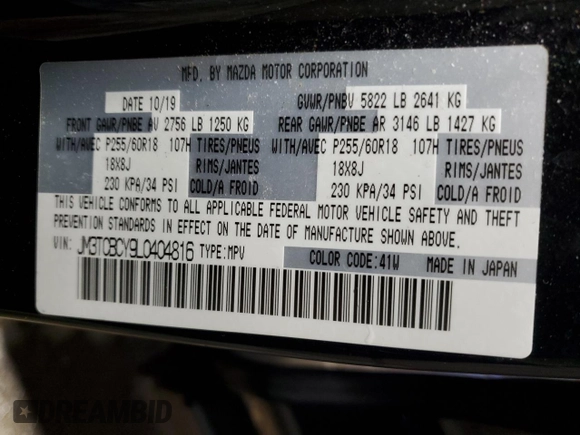 MFD. BY MAZDA MOTOR CORPORATION
DATE 10/19 GVWR/PNBV 5822 LB 2641 KG
FRONT GAWR/PNBE AV 2756 LB 1250 KG REAR GAWR/PNBE AR 3146 LB 1427 KG
WITH/AVEC P255/60R18 107H TIRES/PNEUS WITH/AVEC P255/60R18 107H TIRES/PNEUS
18X8J RIMS/JANTES 18X8J RIMS/JANTES
230 KPA/34 PSI COLD/A FROID 230 KPA/34 PSI COLD/A FROID
THIS VEHICLE CONFORMS TO ALL APPLICABLE FEDERAL MOTOR VEHICLE SAFETY AND THEFT
PREVENTION STANDARDS IN EFFECT ON THE DATE OF MANUFACTURE SHOWN ABOVE.
VIN: JM3TCBCY9L0404816 TYPE:MPV COLOR CODE:41W MADE IN JAPAN
DREAMBID